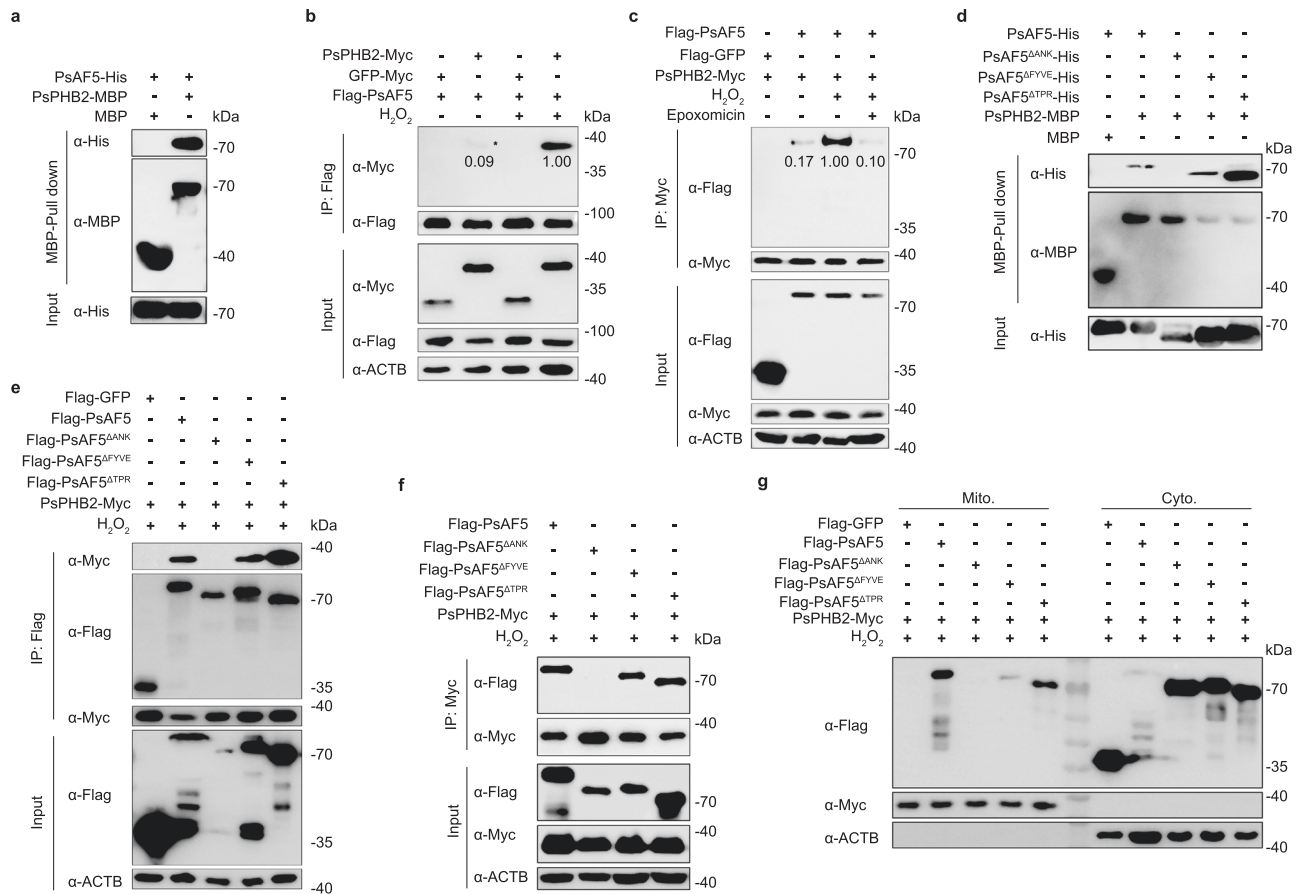 a
PsAF5-His + +
PsPHB2-MBP - +
MBP + - kDa
MBP-Pull down
α-His -70
α-MBP -70
-40
Input
α-His -70
b
PsPHB2-Myc - + - +
GFP-Myc + - + -
Flag-PsAF5 + + + +
H₂O₂ - - + +
kDa
IP: Flag
α-Myc * -40
0.09 1.00
-35
α-Flag -100
Input
α-Myc -40
-35
α-Flag -100
α-ACTB
-40
c
Flag-PsAF5 - + + +
Flag-GFP + - - -
PsPHB2-Myc + + + +
H₂O₂ - - + +
Epoxomicin - - - + kDa
IP: Myc
-70
0.17 1.00 0.10
α-Flag
-35
α-Myc -40
Input
-70
α-Flag
-35
α-Myc -40
α-ACTB
-40
d
PsAF5-His + + - - -
PsAF5ΔANK-His - - + - -
PsAF5ΔFYVE-His - - - + -
PsAF5ΔTPR-His - - - - +
PsPHB2-MBP - + + + +
MBP + - - - -
kDa
MBP-Pull down
α-His -70
-70
α-MBP
-40
Input
α-His -70
e
Flag-GFP + - - - -
Flag-PsAF5 - + - - -
Flag-PsAF5ΔANK - - + - -
Flag-PsAF5ΔFYVE - - - + -
Flag-PsAF5ΔTPR - - - - +
PsPHB2-Myc + + + + +
H₂O₂ + + + + + kDa
IP: Flag
α-Myc -40
-70
α-Flag
-35
α-Myc -40
Input
-70
α-Flag
-35
α-ACTB
-40
f
Flag-PsAF5 + - - -
Flag-PsAF5ΔANK - + - -
Flag-PsAF5ΔFYVE - - + -
Flag-PsAF5ΔTPR - - - +
PsPHB2-Myc + + + +
H₂O₂ + + + + kDa
IP: Myc
α-Flag -70
α-Myc -40
Input
α-Flag -70
α-Myc -40
α-ACTB -40
g
Mito. Cyto.
Flag-GFP + - - - - + - - - -
Flag-PsAF5 - + - - - - + - - -
Flag-PsAF5ΔANK - - + - - - - + - -
Flag-PsAF5ΔFYVE - - - + - - - - + -
Flag-PsAF5ΔTPR - - - - + - - - - +
PsPHB2-Myc + + + + + + + + + +
H₂O₂ + + + + + + + + + +
kDa
-70
α-Flag
-35
α-Myc -40
α-ACTB
-40